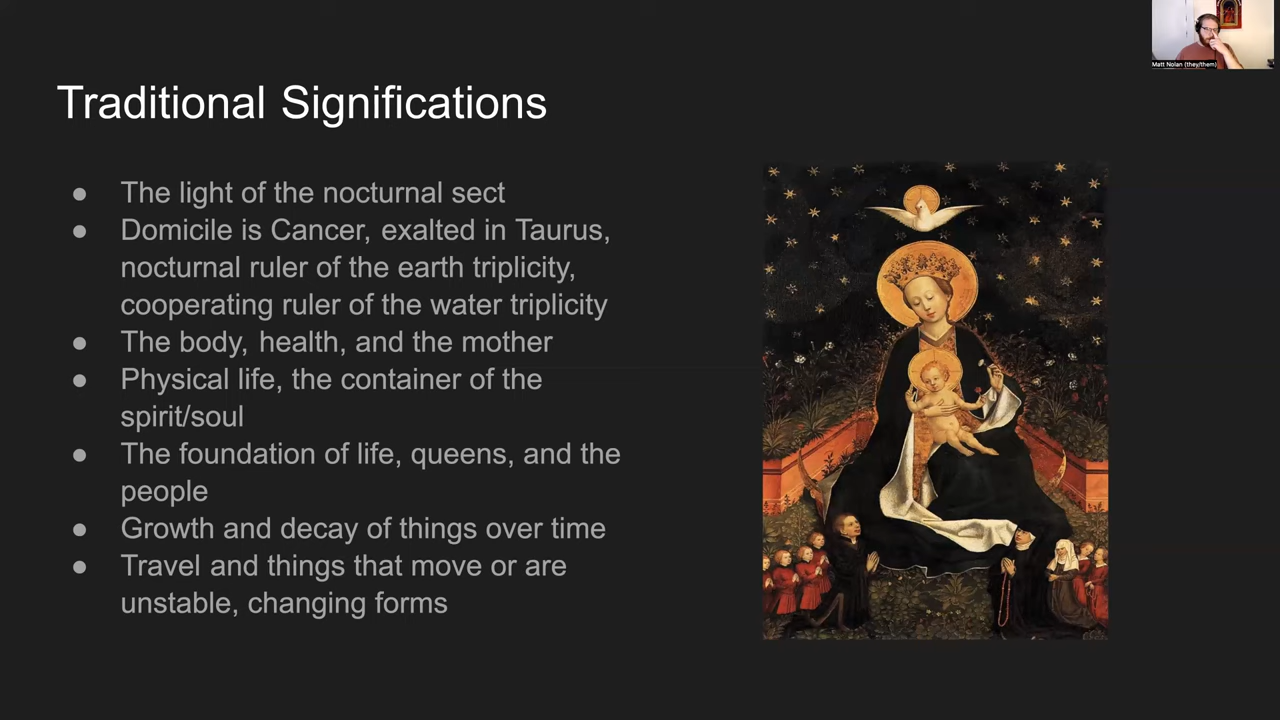 Matt Nolan (they/them)
Traditional Significations
● The light of the nocturnal sect
● Domicile is Cancer, exalted in Taurus,
nocturnal ruler of the earth triplicity,
cooperating ruler of the water triplicity
● The body, health, and the mother
● Physical life, the container of the
spirit/soul
● The foundation of life, queens, and the
people
● Growth and decay of things over time
● Travel and things that move or are
unstable, changing forms